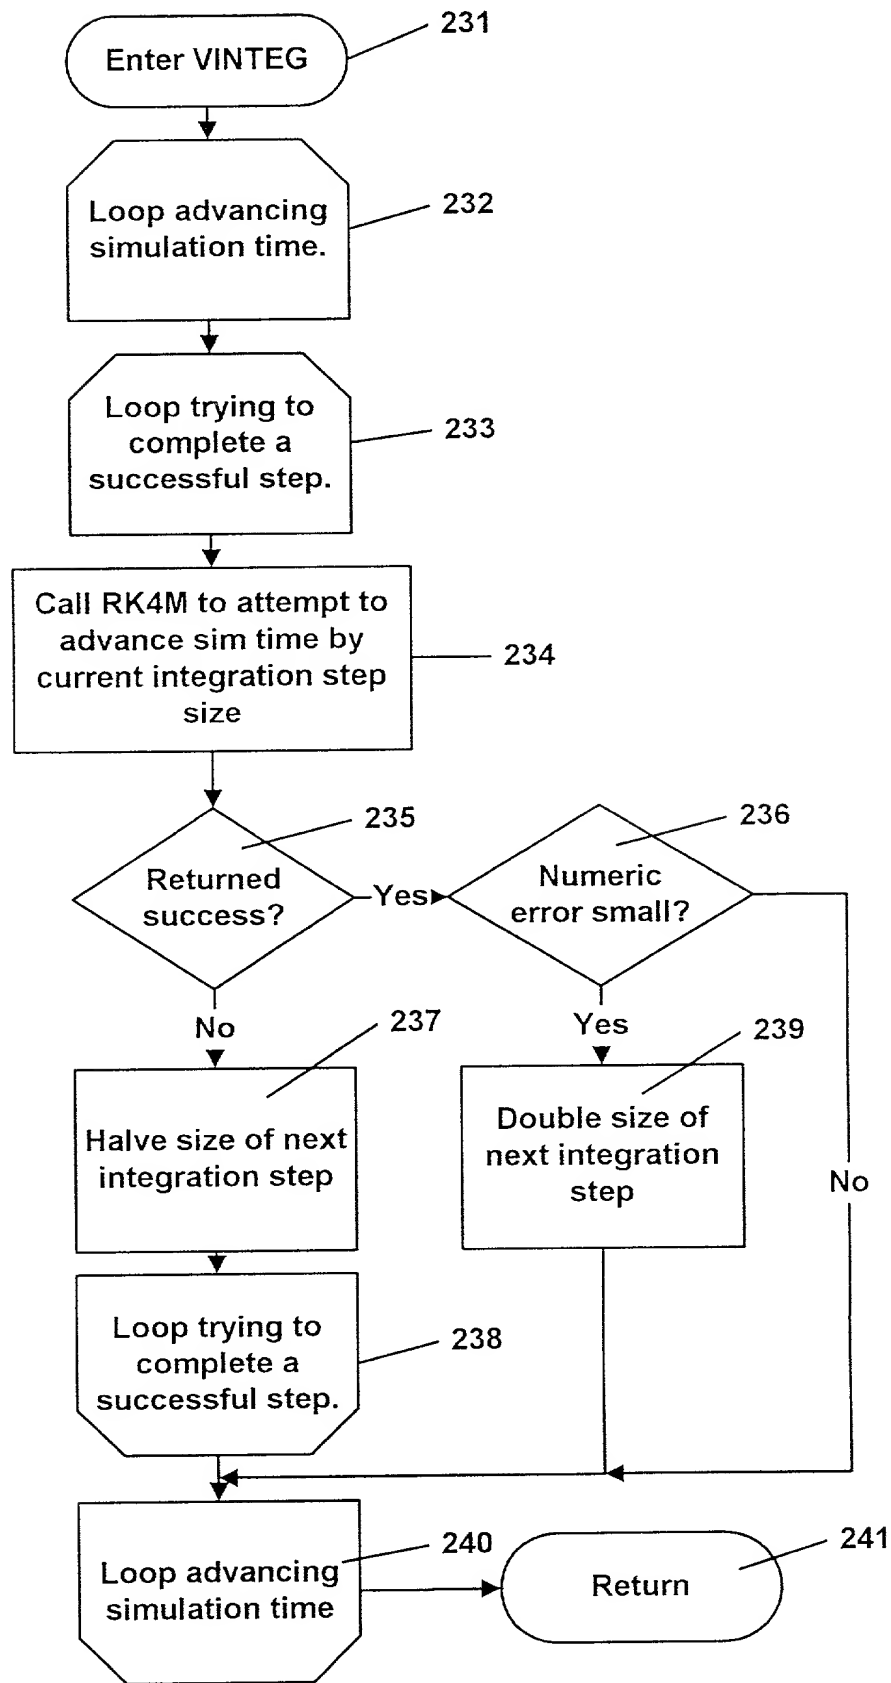 231
Enter VINTEG
232
Loop advancing
simulation time.
233
Loop trying to
complete a
successful step.
Call RK4M to attempt to
advance sim time by
current integration step
size
234
235
Returned
success?
Yes
236
Numeric
error small?
No
237
Yes
239
Halve size of next
integration step
Double size of
next integration
step
No
Loop trying to
complete a
successful step.
238
240
Loop advancing
simulation time
241
Return